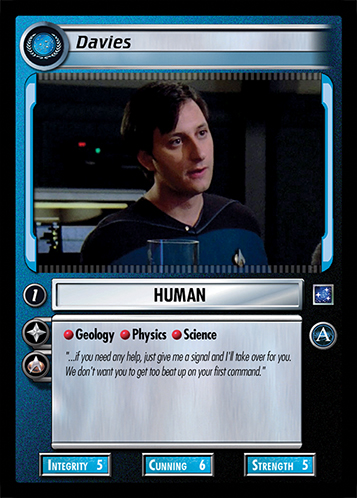 Davies
1 HUMAN
Geology Physics Science
"...if you need any help, just give me a signal and I'll take over for you.
We don't want you to get too beat up on your first command."
A
INTEGRITY 5 CUNNING 6 STRENGTH 5